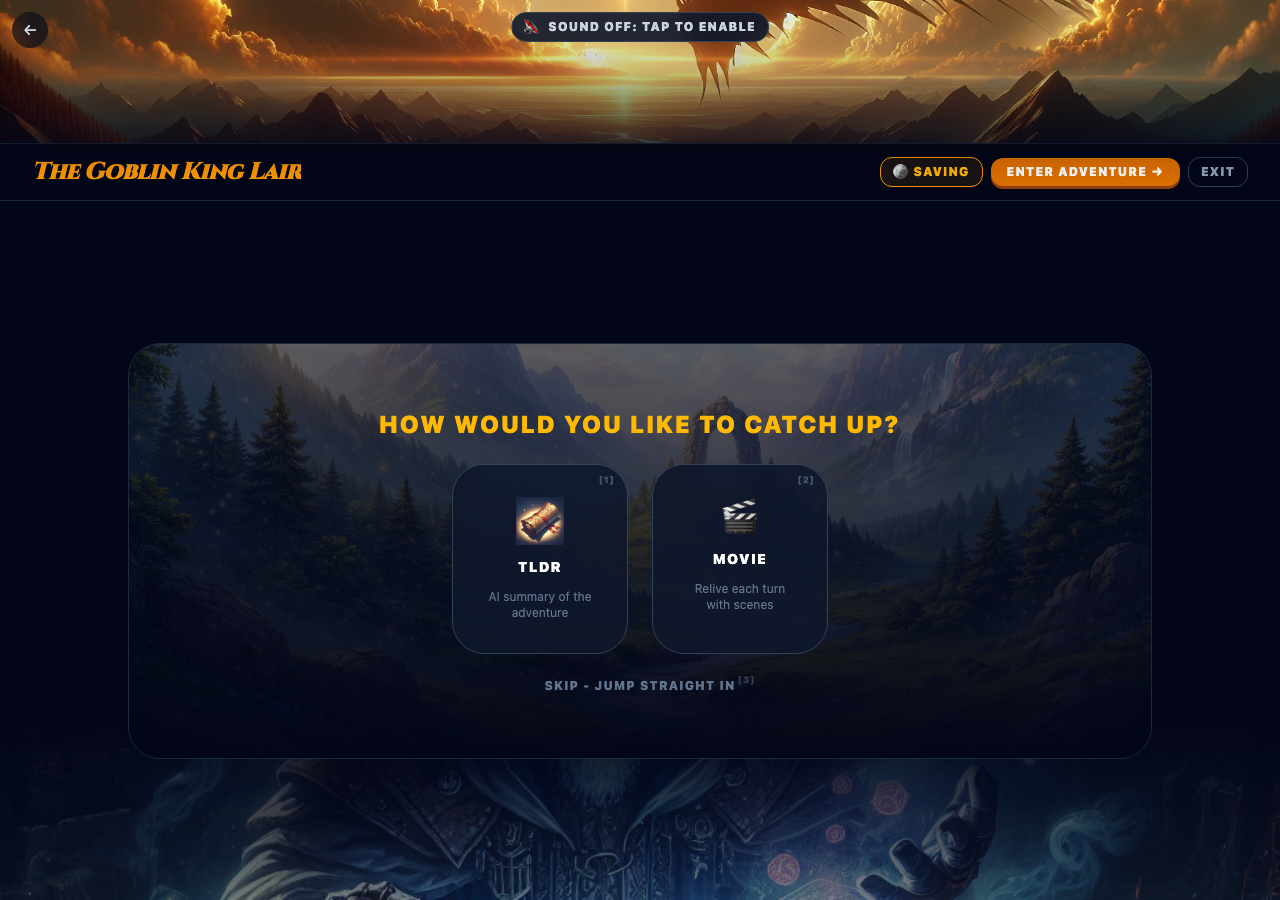 SOUND OFF: TAP TO ENABLE
THE GOBLIN KING LAIR
SAVING
ENTER ADVENTURE →
EXIT
HOW WOULD YOU LIKE TO CATCH UP?
[1]
TLDR
AI summary of the
adventure
[2]
MOVIE
Relive each turn
with scenes
SKIP - JUMP STRAIGHT IN [3]